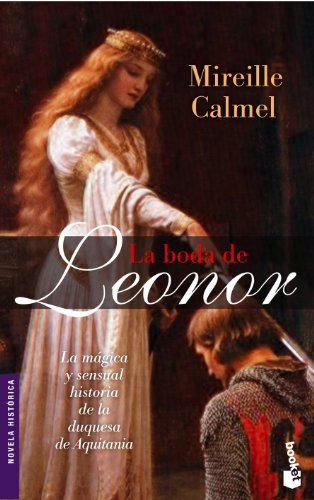 Mireille
Calmel
La boda de
Leonor
La mágica
y sensual
historia
de la
duquesa
de Aquitania
NOVELA HISTÓRICA
booket